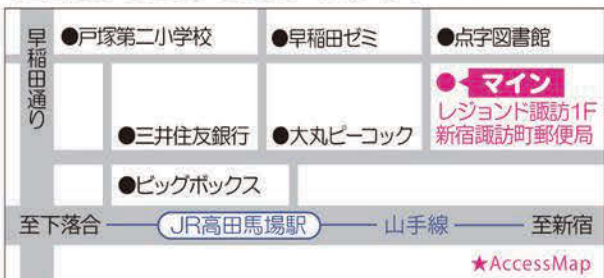 早稲田通り
●戸塚第二小学校
●早稲田ゼミ
●点字図書館
●マイン
レジョンド諏訪1F
新宿諏訪町郵便局
●三井住友銀行
●大丸ピーコック
●ビッグボックス
至下落合
JR高田馬場駅
山手線
至新宿
★AccessMap